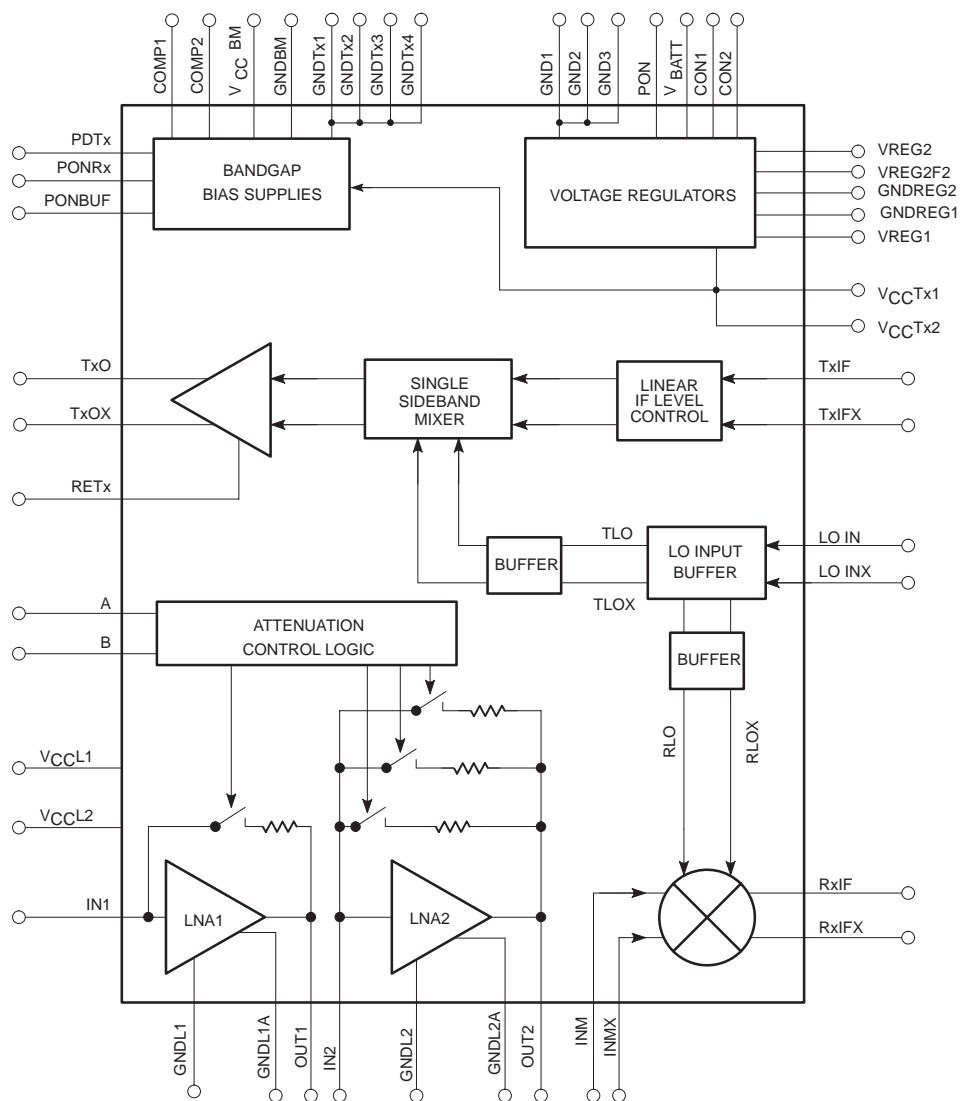 COMP1
COMP2
VCC BM
GNDBM
GNDTx1
GNDTx2
GNDTx3
GNDTx4
GND1
GND2
GND3
PON
VBATT
CON1
CON2
PDTx
PONRx
PONBUF
BANDGAP
BIAS SUPPLIES
VOLTAGE REGULATORS
VREG2
VREG2F2
GNDREG2
GNDREG1
VREG1
VCCTx1
VCCTx2
TxO
TxOX
RETx
SINGLE
SIDEBAND
MIXER
LINEAR
IF LEVEL
CONTROL
TxIF
TxIFX
TLO
TLOX
BUFFER
LO INPUT
BUFFER
LO IN
LO INX
A
B
ATTENUATION
CONTROL LOGIC
BUFFER
RLO
RLOX
VCCL1
VCCL2
IN1
LNA1
LNA2
RxIF
RxIFX
GNDL1
GNDL1A
OUT1
IN2
GNDL2
GNDL2A
OUT2
INM
INMX